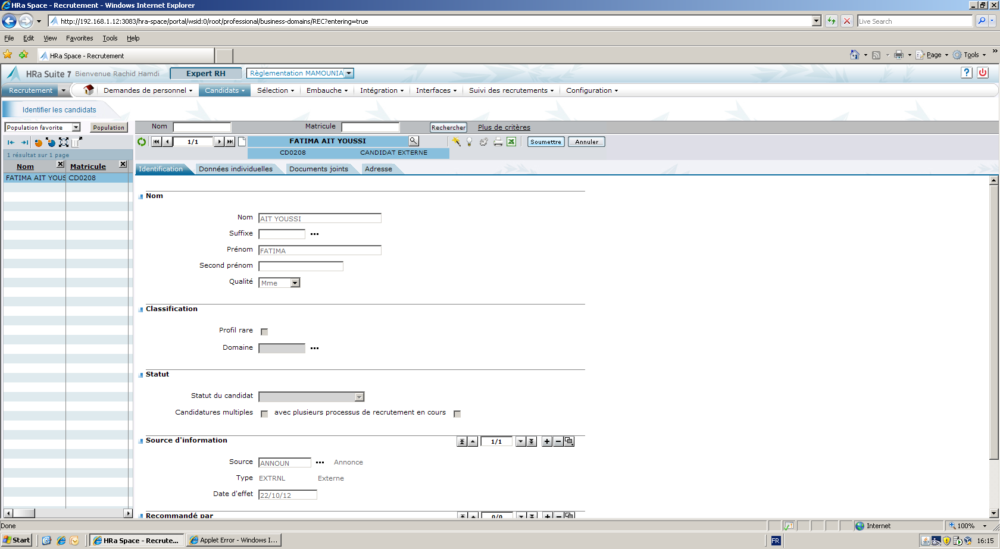 HRa Space - Recrutement - Windows Internet Explorer
http://192.168.1.12:3083/hra-space/portal/wsid:0/root/professional/business-domains/REC?entering=true
Live Search
File Edit View Favorites Tools Help
HRa Space - Recrutement
Page Tools »
HRa Suite 7 Bienvenue Rachid Hamdi Expert RH Règlementation MAMOUNIA
Recrutement Demandes de personnel Candidats Sélection Embauche Intégration Interfaces Suivi des recrutements Configuration
Identifier les candidats
Population favorite Population
Nom Matricule Rechercher Plus de critères
1/1 FATIMA AIT YOUSSI Soumettre Annuler
CD0208 CANDIDAT EXTERNE
1 résultat sur 1 page
Nom Matricule
FATIMA AIT YOUS CD0208
Identification Données individuelles Documents joints Adresse
Nom
Nom AIT YOUSSI
Suffixe
Prénom FATIMA
Second prénom
Qualité Mme
Classification
Profil rare
Domaine
Statut
Statut du candidat
Candidatures multiples avec plusieurs processus de recrutement en cours
Source d'information 1/1
Source ANNOUN Annonce
Type EXTRNL Externe
Date d'effet 22/10/12
Recommandé par 0/0
Done Internet 100%
Start HRa Space - Recrute... Applet Error - Windows I... FR 16:15